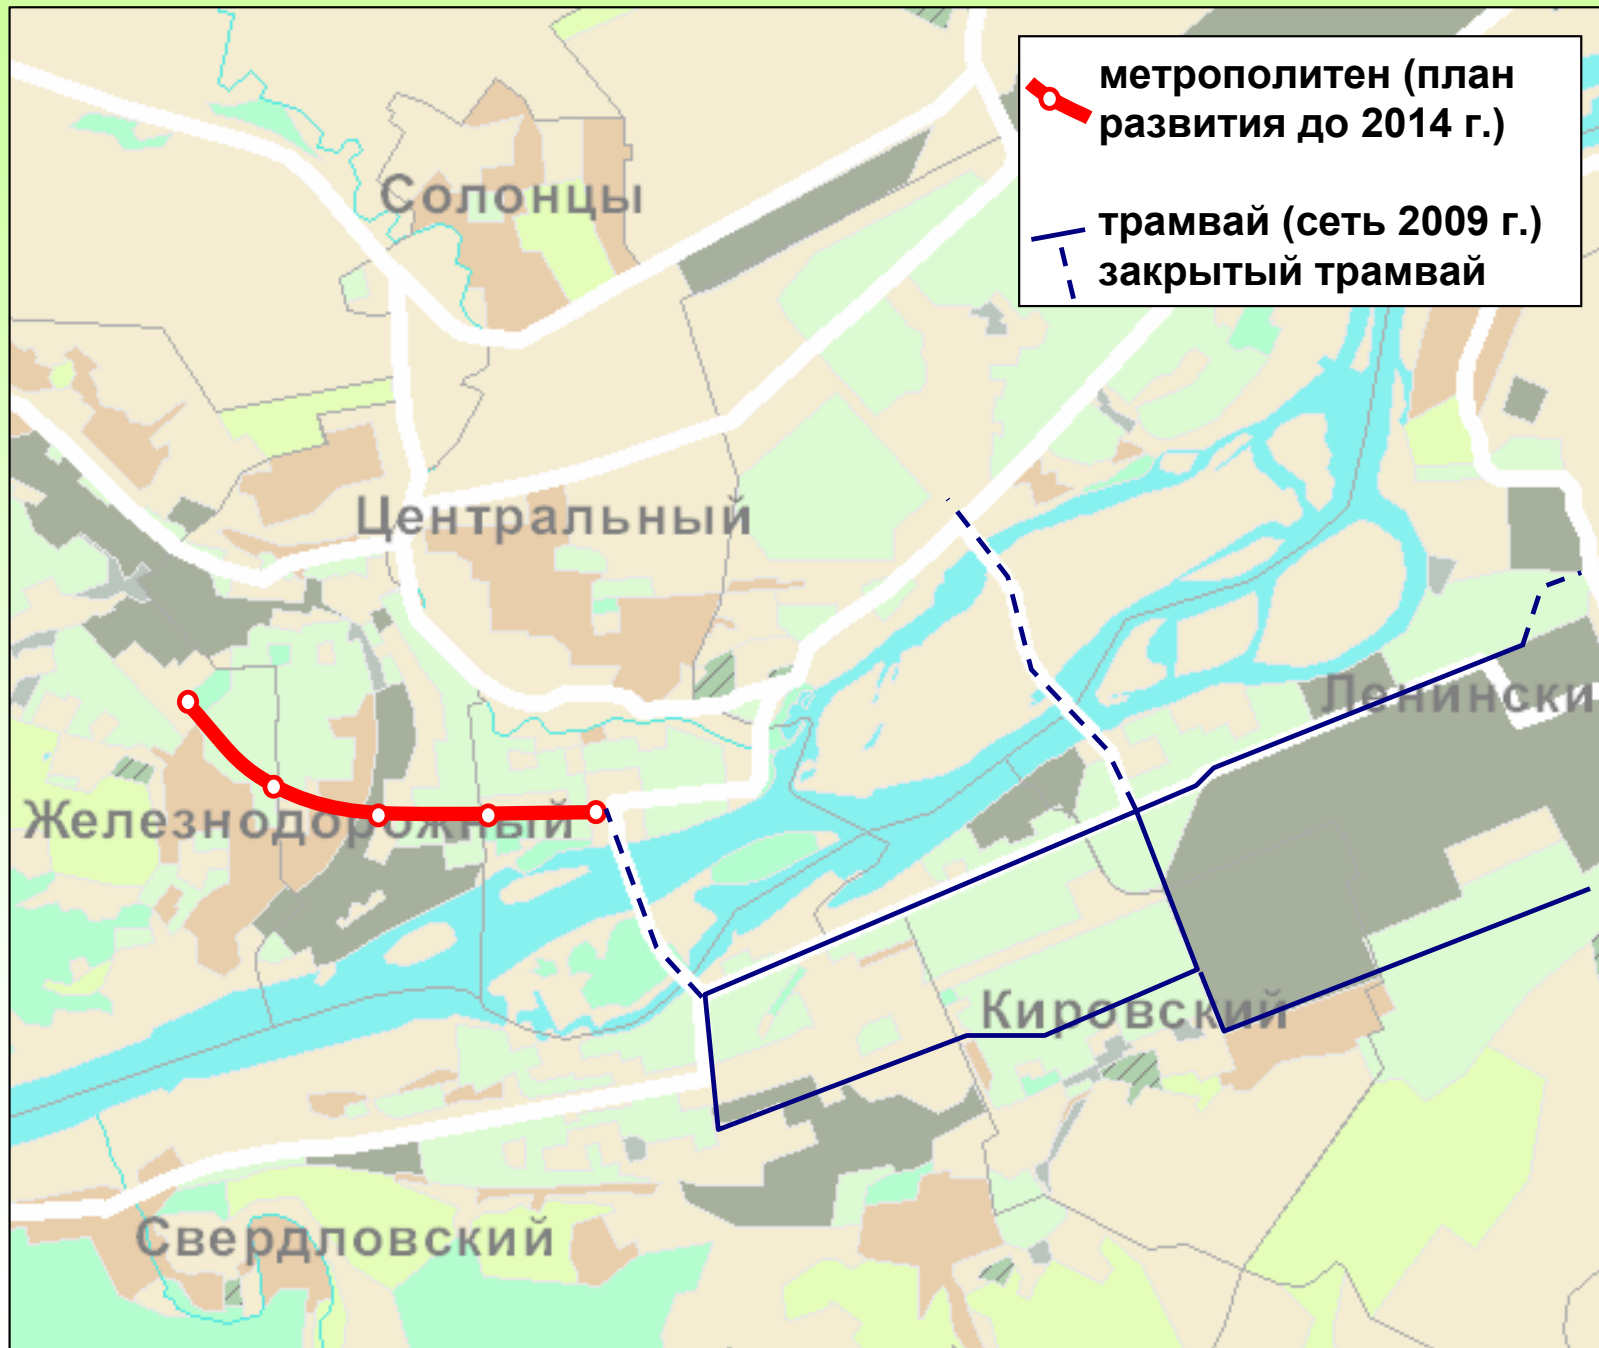 метрополитен (план
развития до 2014 г.)
трамвай (сеть 2009 г.)
закрытый трамвай
Солонцы
Центральный
Ленински
Железнодорожный
Кировский
Свердловский